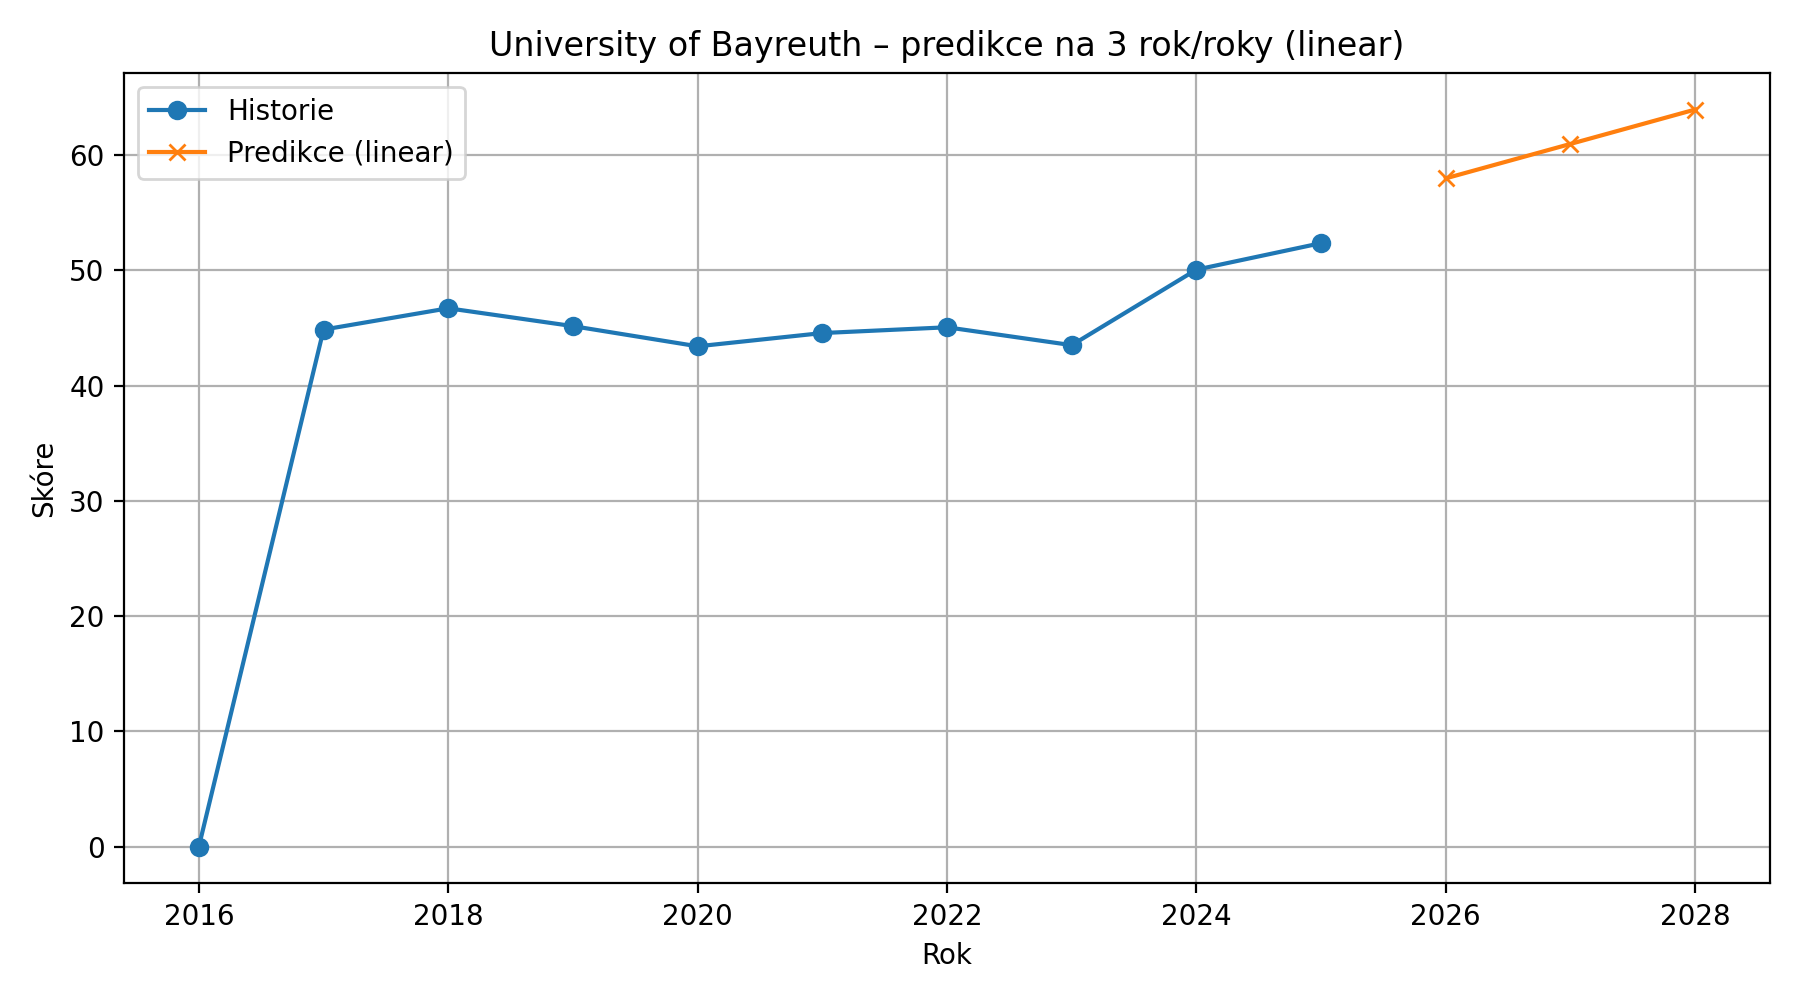 University of Bayreuth – predikce na 3 rok/roky (linear)
Historie
Predikce (linear)
60
50
40
30
20
10
0
Skóre
2016 2018 2020 2022 2024 2026 2028
Rok